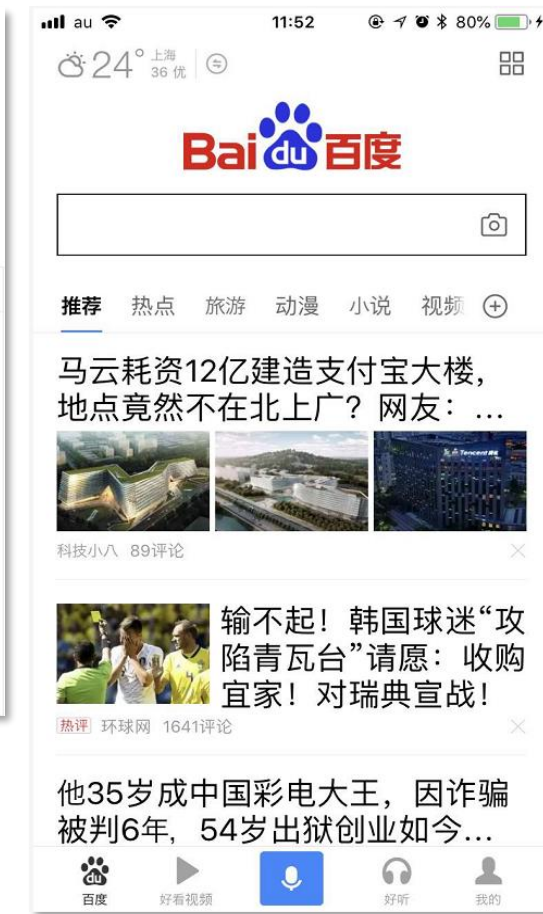 au 11:52 80%
24° 上海
36 优
Bai du 百度
推荐 热点 旅游 动漫 小说 视频
马云耗资12亿建造支付宝大楼，
地点竟然不在北上广？网友：...
Tencent 腾讯
科技小八 89评论
输不起！韩国球迷“攻
陷青瓦台”请愿：收购
宜家！对瑞典宣战！
热评 环球网 1641评论
他35岁成中国彩电大王，因诈骗
被判6年，54岁出狱创业如今...
du
百度 好看视频 好听 我的